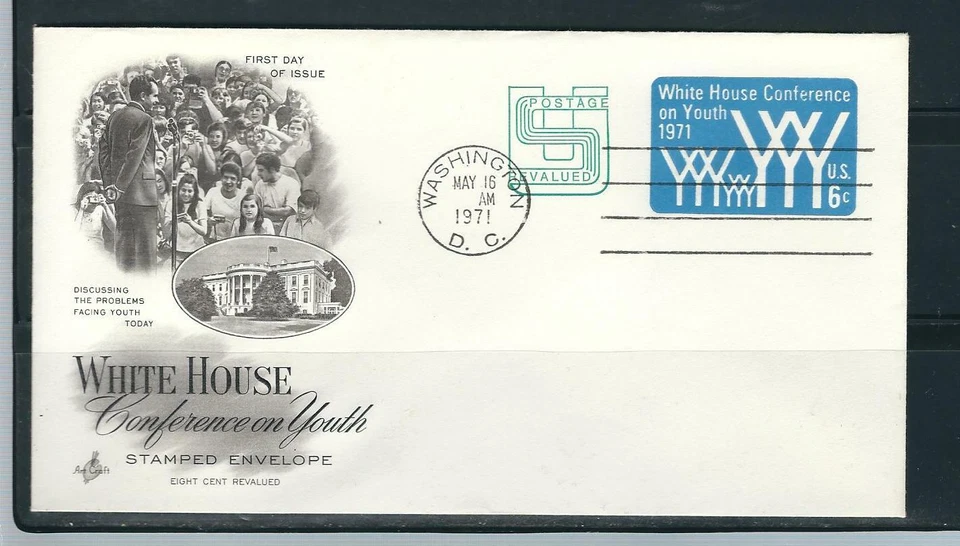 FIRST DAY
OF ISSUE
DISCUSSING
THE PROBLEMS
FACING YOUTH
TODAY
WHITE HOUSE
Conference on Youth
STAMPED ENVELOPE
EIGHT CENT REVALUED
Art Craft
WASHINGTON
MAY 16
AM
1971
D. C.
POSTAGE
REVALUED
White House Conference
on Youth
1971
U.S.
6c